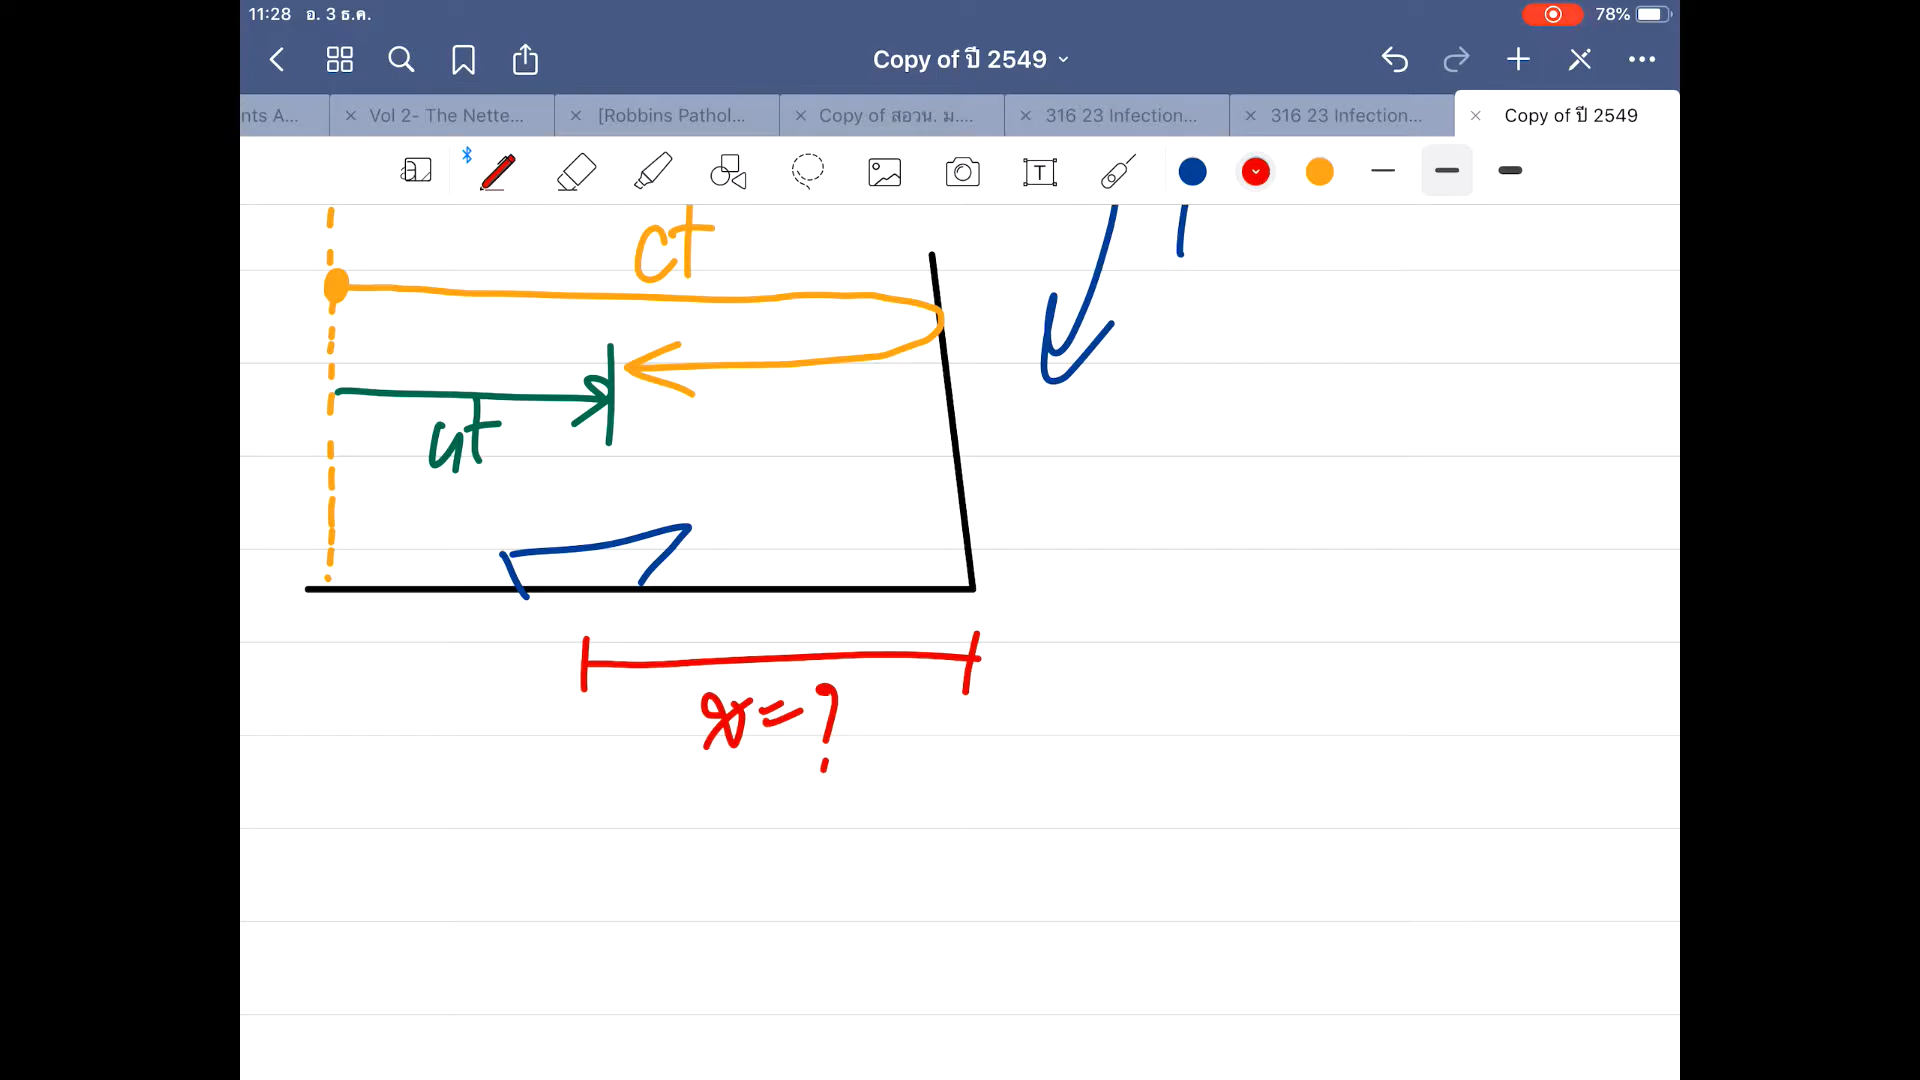 11:28 อ. 3 ธ.ค. 78%
Copy of ปี 2549
nts A... Vol 2- The Nette... [Robbins Pathol... Copy of สอวน. ม.... 316 23 Infection... 316 23 Infection... Copy of ปี 2549
ct
ut
x=?